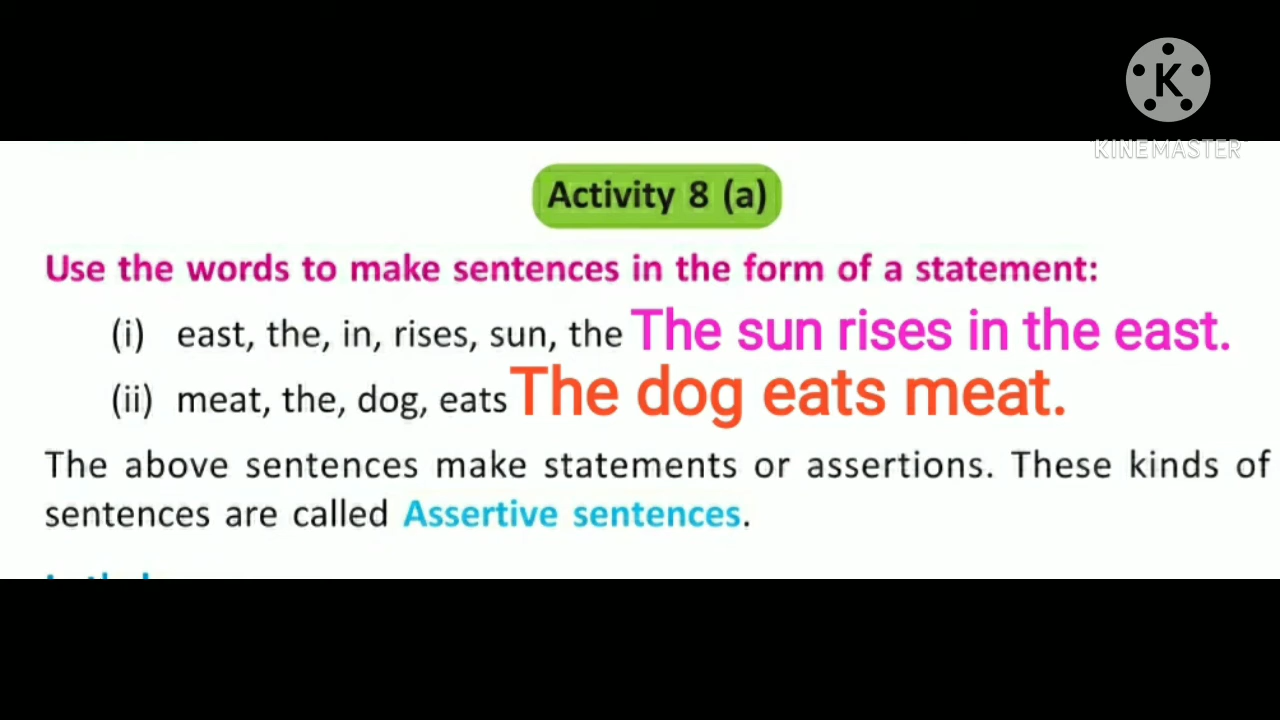 K
KINEMASTER
Activity 8 (a)
Use the words to make sentences in the form of a statement:
(i) east, the, in, rises, sun, the The sun rises in the east.
(ii) meat, the, dog, eats The dog eats meat.
The above sentences make statements or assertions. These kinds of
sentences are called Assertive sentences.